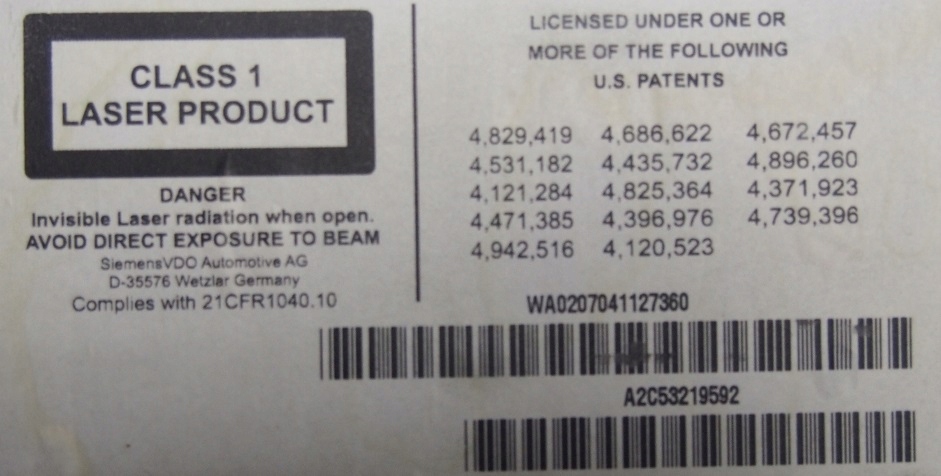 CLASS 1
LASER PRODUCT
DANGER
Invisible Laser radiation when open.
AVOID DIRECT EXPOSURE TO BEAM
SiemensVDO Automotive AG
D-35576 Wetzlar Germany
Complies with 21CFR1040.10
LICENSED UNDER ONE OR
MORE OF THE FOLLOWING
U.S. PATENTS
4,829,419 4,686,622 4,672,457
4,531,182 4,435,732 4,896,260
4,121,284 4,825,364 4,371,923
4,471,385 4,396,976 4,739,396
4,942,516 4,120,523
WA0207041127360
A2C53219592